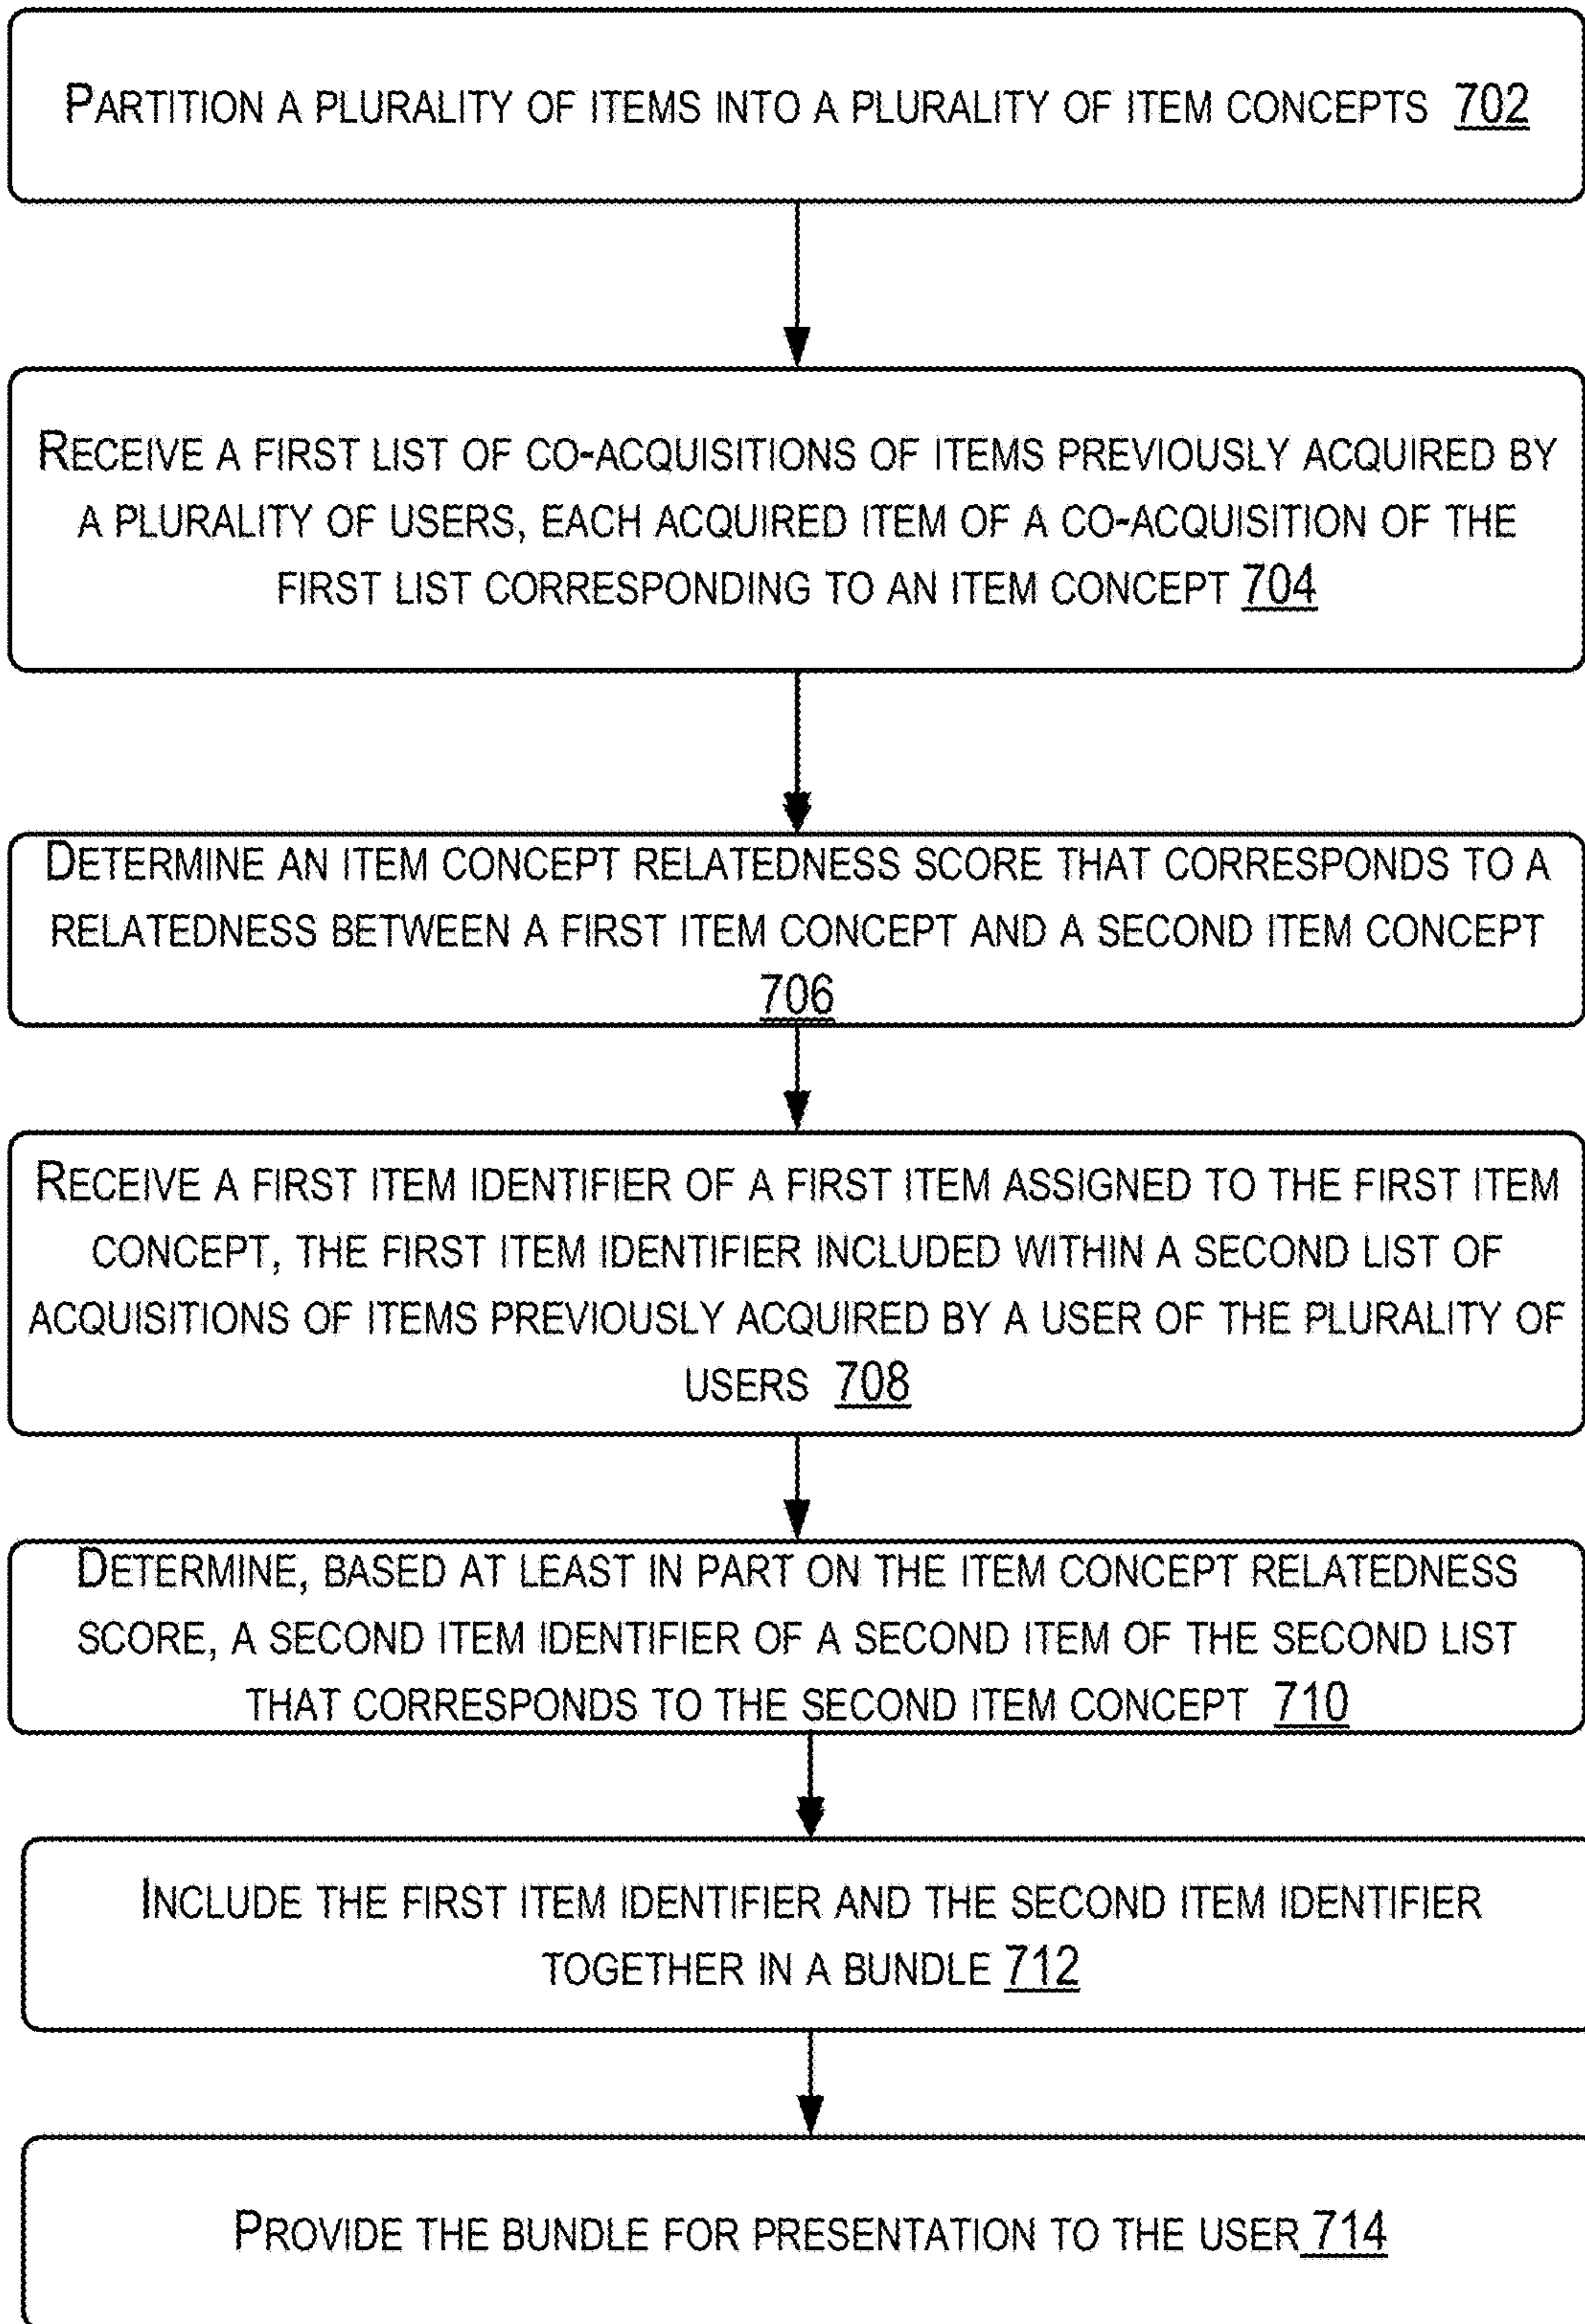 PARTITION A PLURALITY OF ITEMS INTO A PLURALITY OF ITEM CONCEPTS 702
RECEIVE A FIRST LIST OF CO-ACQUISITIONS OF ITEMS PREVIOUSLY ACQUIRED BY
A PLURALITY OF USERS, EACH ACQUIRED ITEM OF A CO-ACQUISITION OF THE
FIRST LIST CORRESPONDING TO AN ITEM CONCEPT 704
DETERMINE AN ITEM CONCEPT RELATEDNESS SCORE THAT CORRESPONDS TO A
RELATEDNESS BETWEEN A FIRST ITEM CONCEPT AND A SECOND ITEM CONCEPT
706
RECEIVE A FIRST ITEM IDENTIFIER OF A FIRST ITEM ASSIGNED TO THE FIRST ITEM
CONCEPT, THE FIRST ITEM IDENTIFIER INCLUDED WITHIN A SECOND LIST OF
ACQUISITIONS OF ITEMS PREVIOUSLY ACQUIRED BY A USER OF THE PLURALITY OF
USERS 708
DETERMINE, BASED AT LEAST IN PART ON THE ITEM CONCEPT RELATEDNESS
SCORE, A SECOND ITEM IDENTIFIER OF A SECOND ITEM OF THE SECOND LIST
THAT CORRESPONDS TO THE SECOND ITEM CONCEPT 710
INCLUDE THE FIRST ITEM IDENTIFIER AND THE SECOND ITEM IDENTIFIER
TOGETHER IN A BUNDLE 712
PROVIDE THE BUNDLE FOR PRESENTATION TO THE USER 714